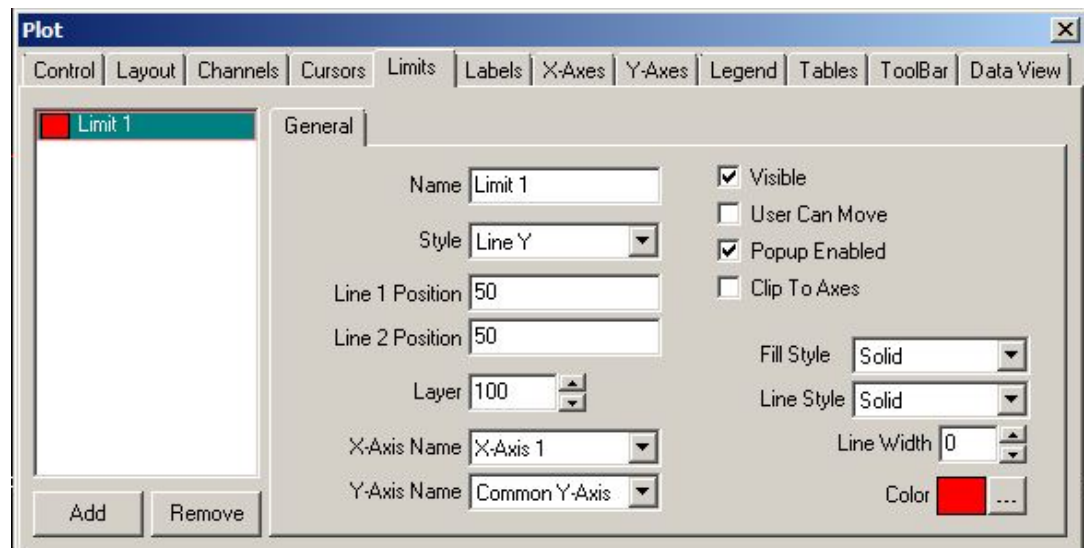 Plot
Control Layout Channels Cursors Limits Labels X-Axes Y-Axes Legend Tables ToolBar Data View
Limit 1
General
Name Limit 1
Style Line Y
Line 1 Position 50
Line 2 Position 50
Layer 100
X-Axis Name X-Axis 1
Y-Axis Name Common Y-Axis
Visible
User Can Move
Popup Enabled
Clip To Axes
Fill Style Solid
Line Style Solid
Line Width 0
Color ...
Add Remove